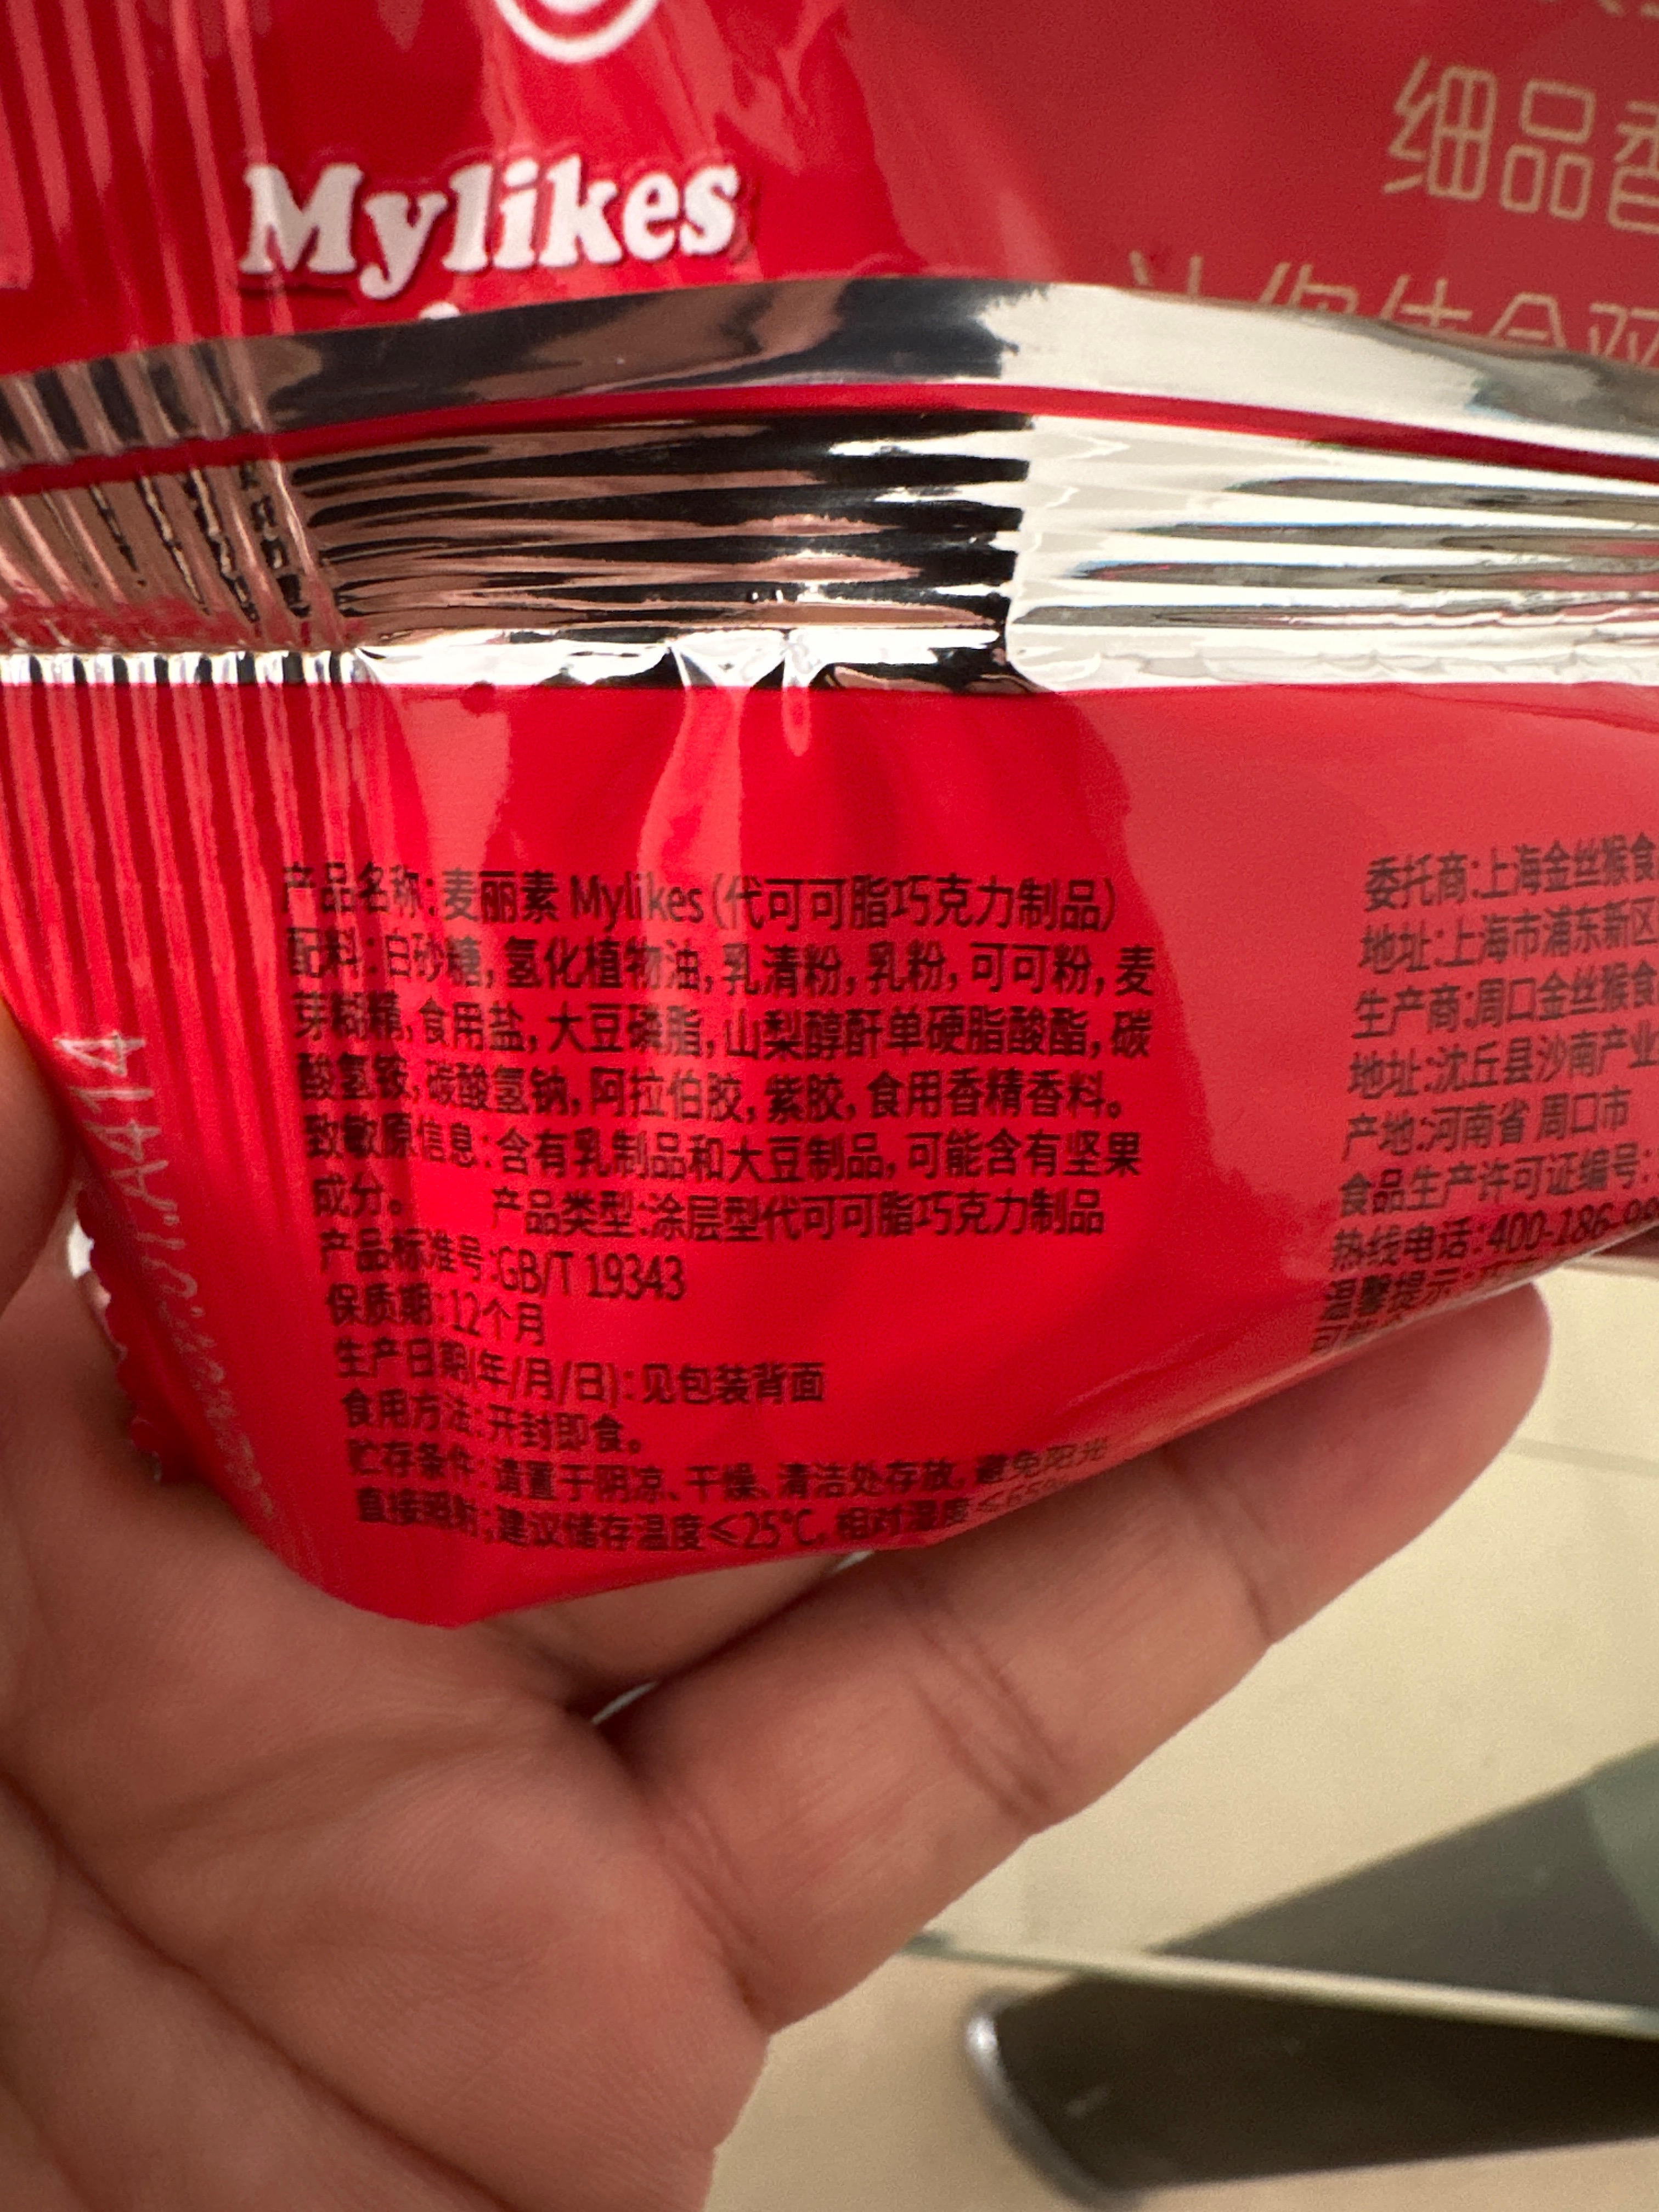 Mylikes
细品香
产品名称:麦丽素 Mylikes(代可可脂巧克力制品)
配料:白砂糖,氢化植物油,乳清粉,乳粉,可可粉,麦
芽糊精,食用盐,大豆磷脂,山梨醇酐单硬脂酸酯,碳
酸氢铵,碳酸氢钠,阿拉伯胶,紫胶,食用香精香料。
致敏原信息:含有乳制品和大豆制品,可能含有坚果
成分。 产品类型:涂层型代可可脂巧克力制品
产品标准号:GB/T 19343
保质期:12个月
生产日期(年/月/日):见包装背面
食用方法:开封即食。
贮存条件:请置于阴凉、干燥、清洁处存放,避免阳光
直接照射;建议储存温度≤25℃,相对湿度≤65%
委托商:上海金丝猴食
地址:上海市浦东新区
生产商:周口金丝猴食
地址:沈丘县沙南产业
产地:河南省 周口市
食品生产许可证编号:
热线电话:400-186-
温馨提示: